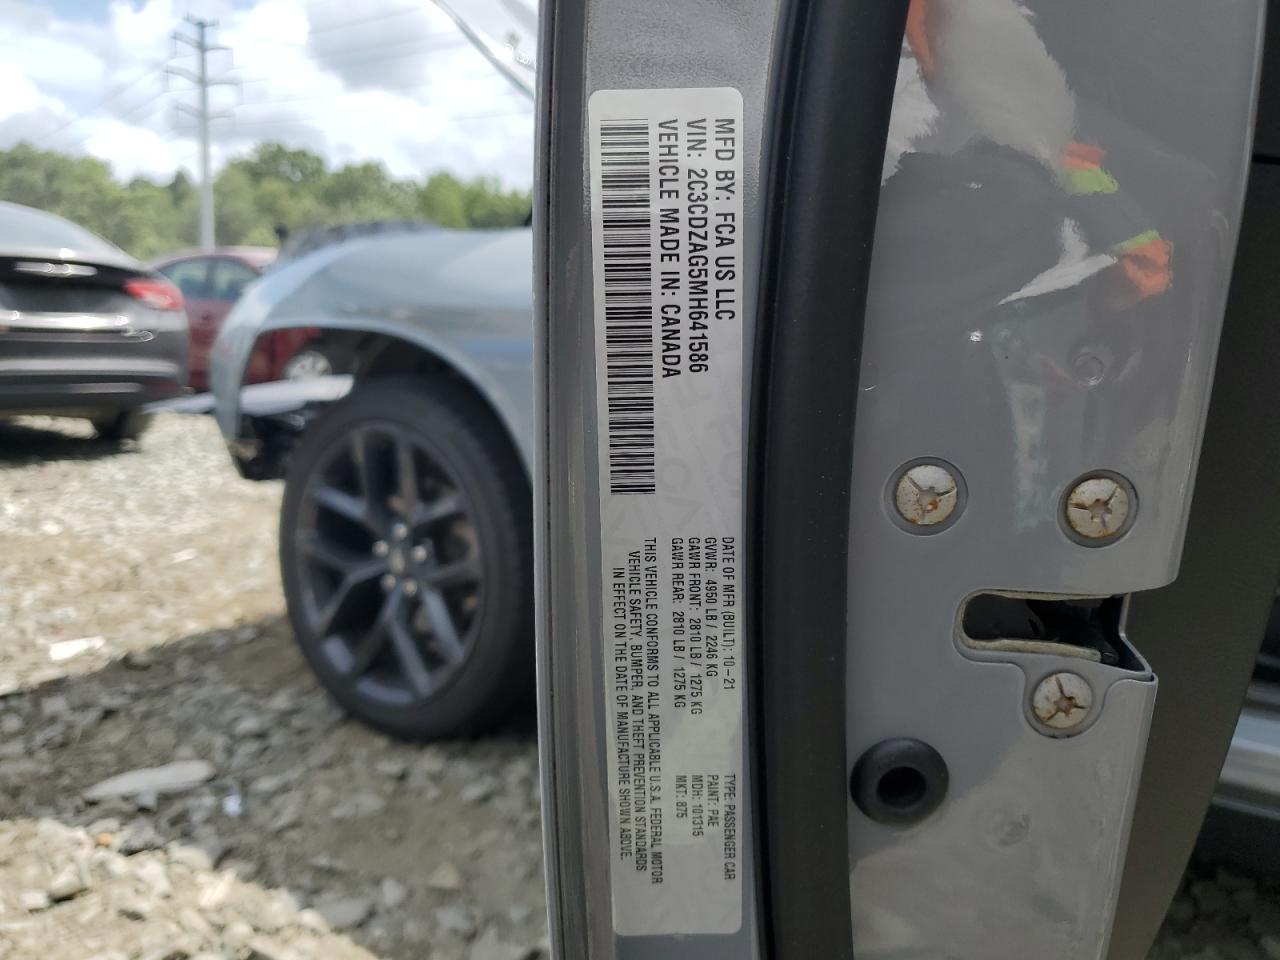 MFD BY: FCA US LLC
VIN: 2C3CDZAG5MH641586
VEHICLE MADE IN: CANADA
DATE OF MFR (BUILT): 10-21
GVWR: 4950 LB / 2246 KG
GAWR FRONT: 2810 LB / 1275 KG
GAWR REAR: 2810 LB / 1275 KG
TYPE: PASSENGER CAR
PAINT: PAE
MDH: 101315
MKT: 875
THIS VEHICLE CONFORMS TO ALL APPLICABLE U.S.A. FEDERAL MOTOR
VEHICLE SAFETY, BUMPER, AND THEFT PREVENTION STANDARDS
IN EFFECT ON THE DATE OF MANUFACTURE SHOWN ABOVE.